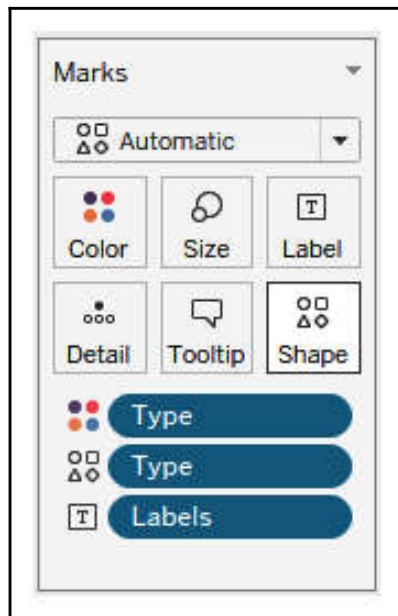 Marks
Automatic
Color Size Label
Detail Tooltip Shape
Type
Type
T Labels